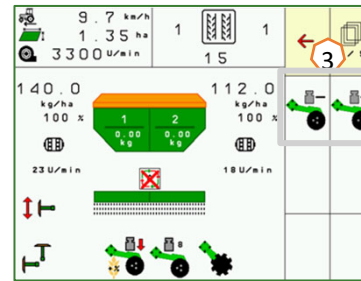 9.7 km/h
1.35 ha
3300 U/min
1 1
15
3
140.0 112.0
kg/ha kg/ha
100 % 100 %
1 2
0.00 0.00
kg kg
23 U/min 18 U/min
8